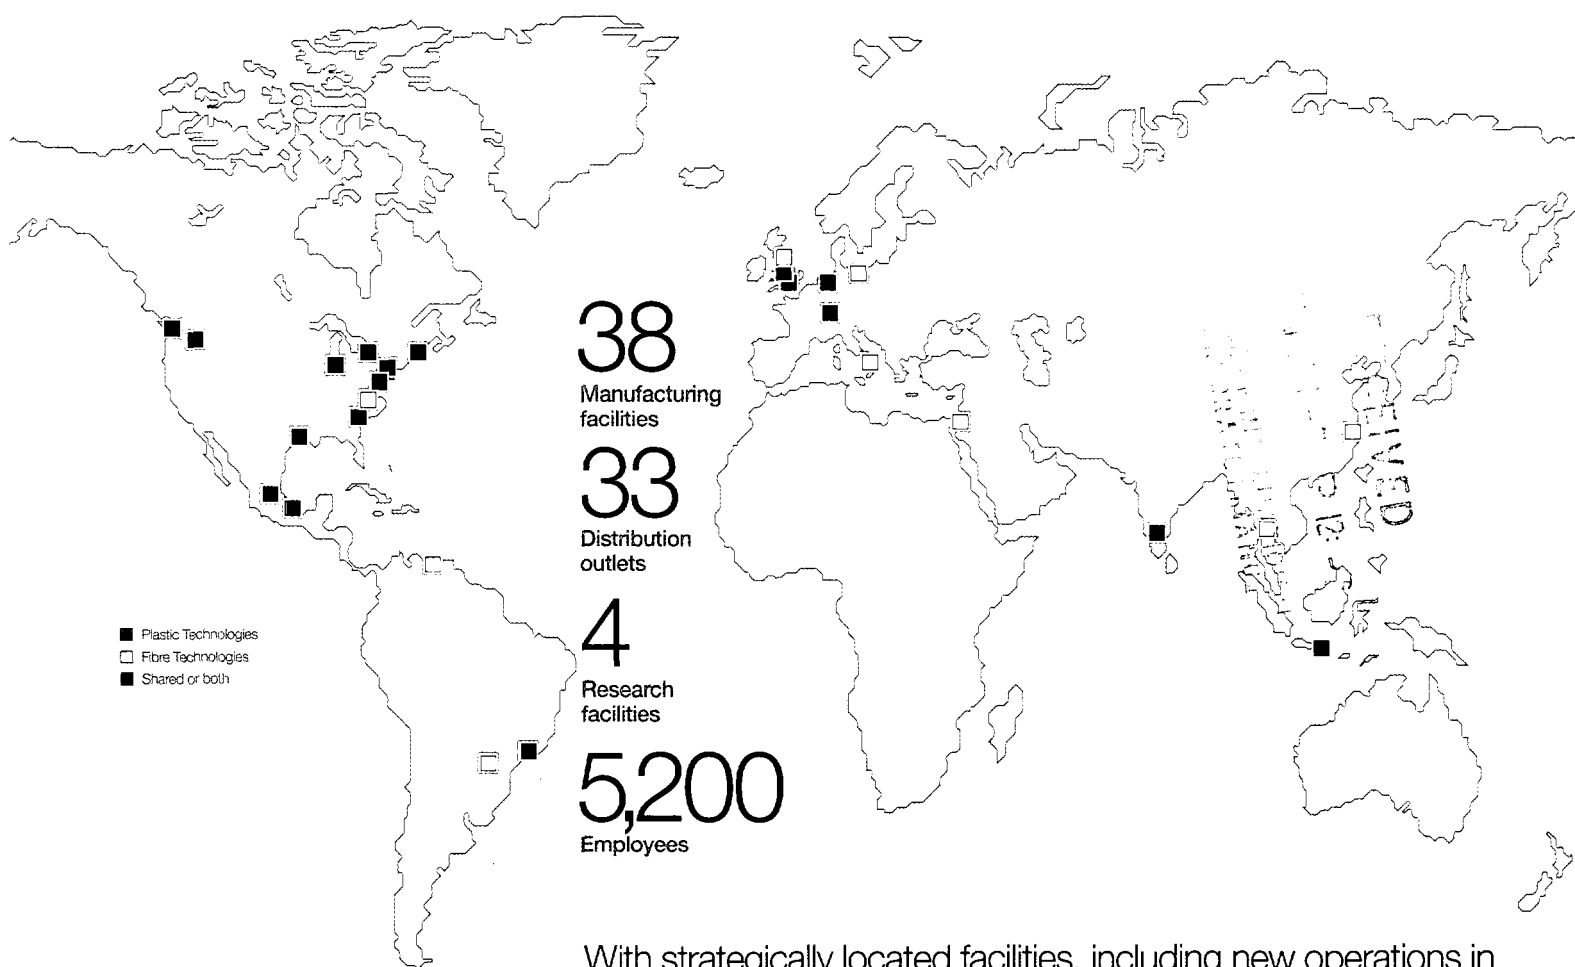 38
Manufacturing
facilities
33
Distribution
outlets
4
Research
facilities
5,200
Employees
Plastic Technologies
Fibre Technologies
Shared or both
With strategically located facilities, including new operations in